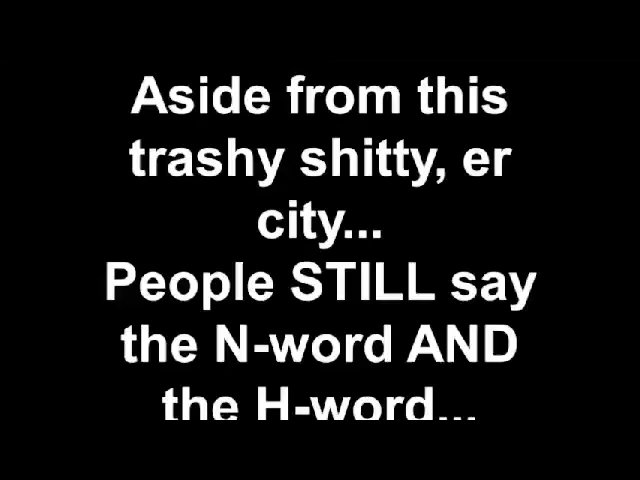 Aside from this
trashy shitty, er
city...
People STILL say
the N-word AND
the H-word...